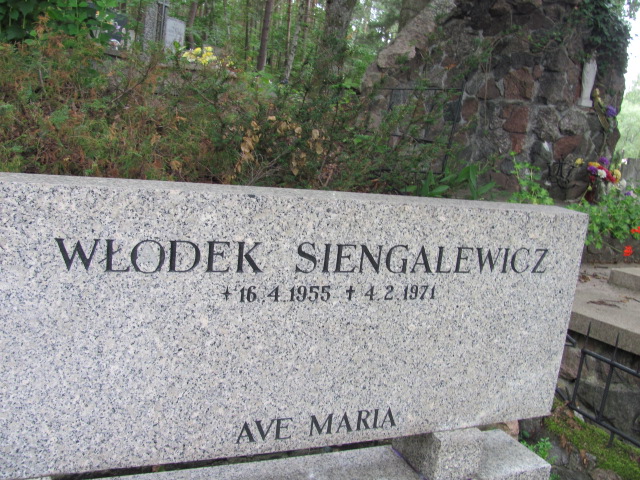 WŁODEK SIENGALEWICZ
+ 16.4.1955 † 4.2.1971
AVE MARIA